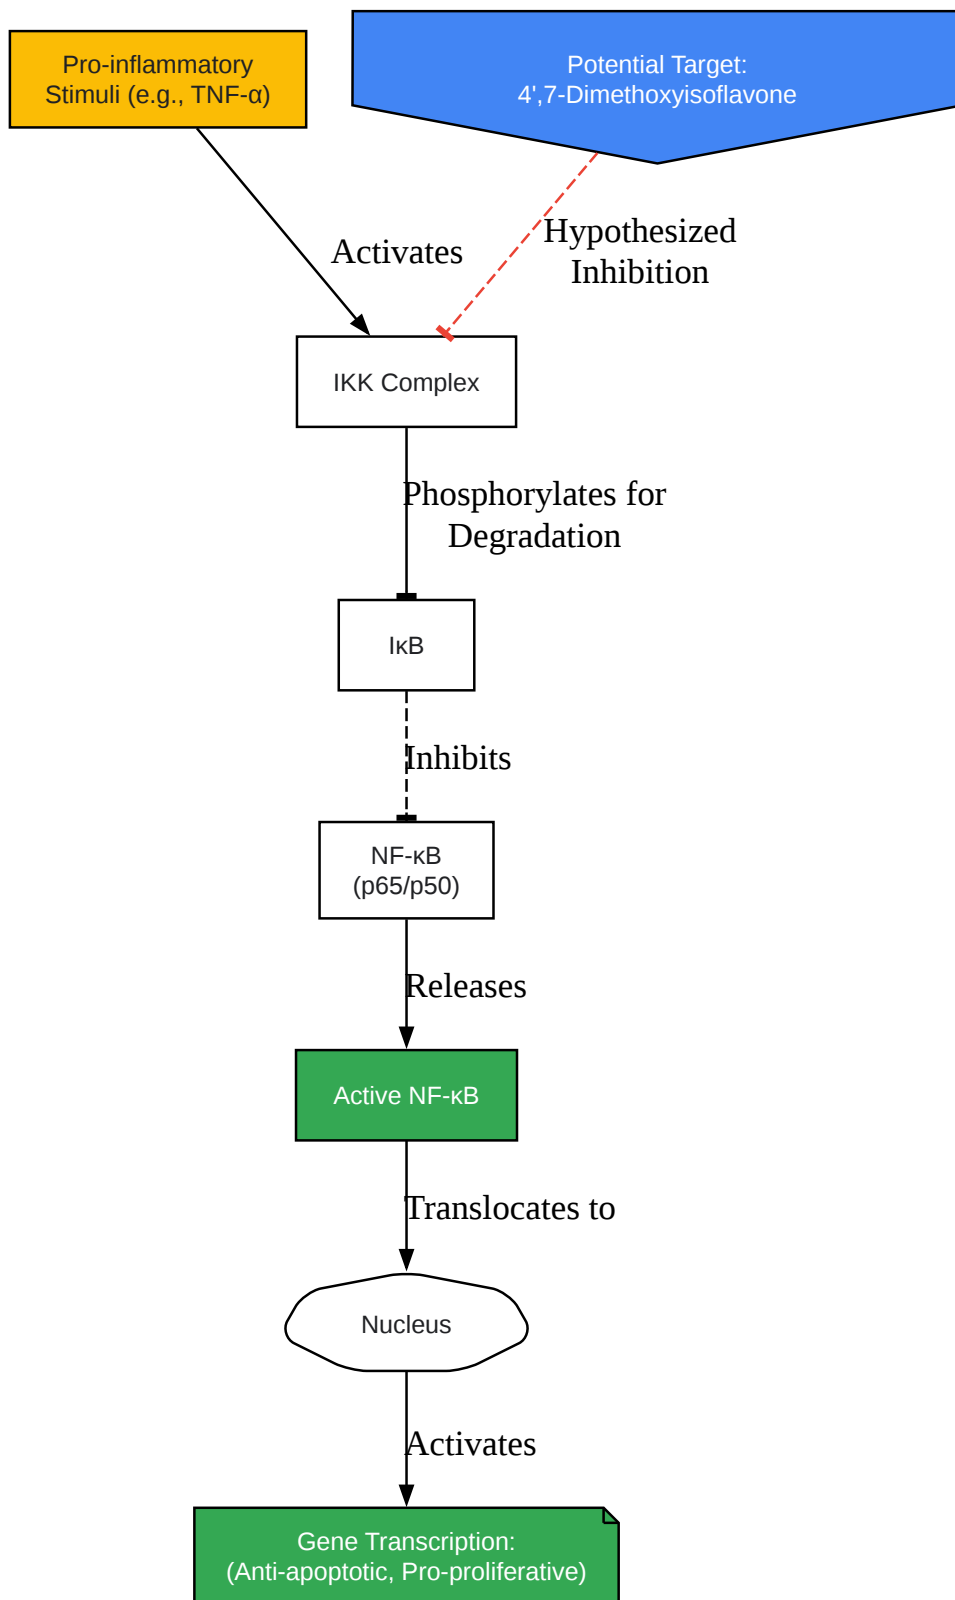 Pro-inflammatory
Stimuli (e.g., TNF-α)
Potential Target:
4',7-Dimethoxyisoflavone
Activates
Hypothesized
Inhibition
IKK Complex
Phosphorylates for
Degradation
IκB
Inhibits
NF-κB
(p65/p50)
Releases
Active NF-κB
Translocates to
Nucleus
Activates
Gene Transcription:
(Anti-apoptotic, Pro-proliferative)